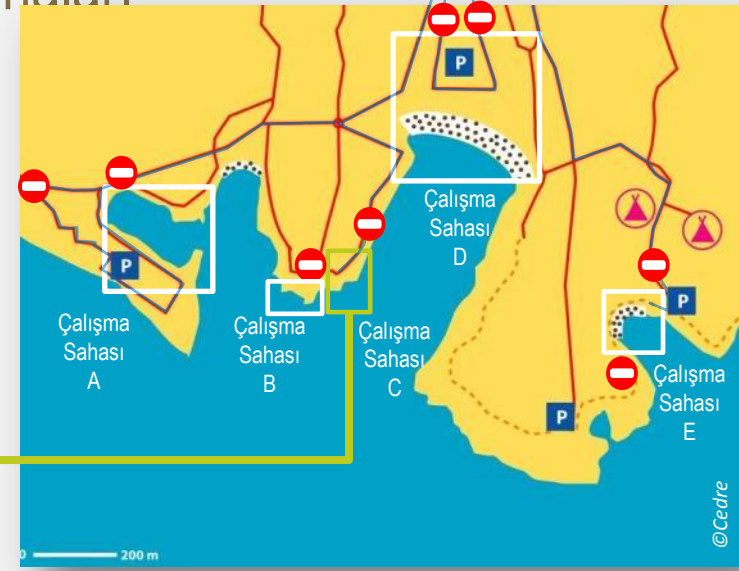 P
P
Çalışma
Sahası
D
Çalışma
Sahası
A
Çalışma
Sahası
B
Çalışma
Sahası
C
P
Çalışma
Sahası
E
P
200 m
©Cedre